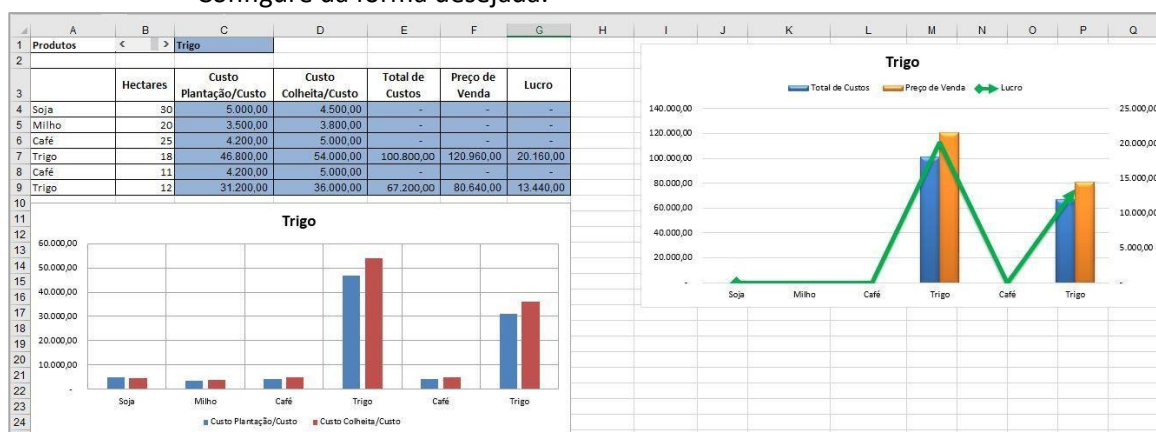 Configure da forma desejada.
A B C D E F G H I J K L M N O P Q
1 Produtos < > Trigo
2
3 Hectares Custo Plantação/Custo Custo Colheita/Custo Total de Custos Preço de Venda Lucro
4 Soja 30 5.000,00 4.500,00 - - -
5 Milho 20 3.500,00 3.800,00 - - -
6 Café 25 4.200,00 5.000,00 - - -
7 Trigo 18 46.800,00 54.000,00 100.800,00 120.960,00 20.160,00
8 Café 11 4.200,00 5.000,00 - - -
9 Trigo 12 31.200,00 36.000,00 67.200,00 80.640,00 13.440,00
10
11
12
13
14
15
16
17
18
19
20
21
22
23
24
Trigo
60.000,00
50.000,00
40.000,00
30.000,00
20.000,00
10.000,00
-
Soja Milho Café Trigo Café Trigo
Custo Plantação/Custo Custo Colheita/Custo
Trigo
Total de Custos Preço de Venda Lucro
140.000,00 25.000,00
120.000,00 20.000,00
100.000,00 15.000,00
80.000,00 10.000,00
60.000,00 5.000,00
40.000,00 -
20.000,00
-
Soja Milho Café Trigo Café Trigo